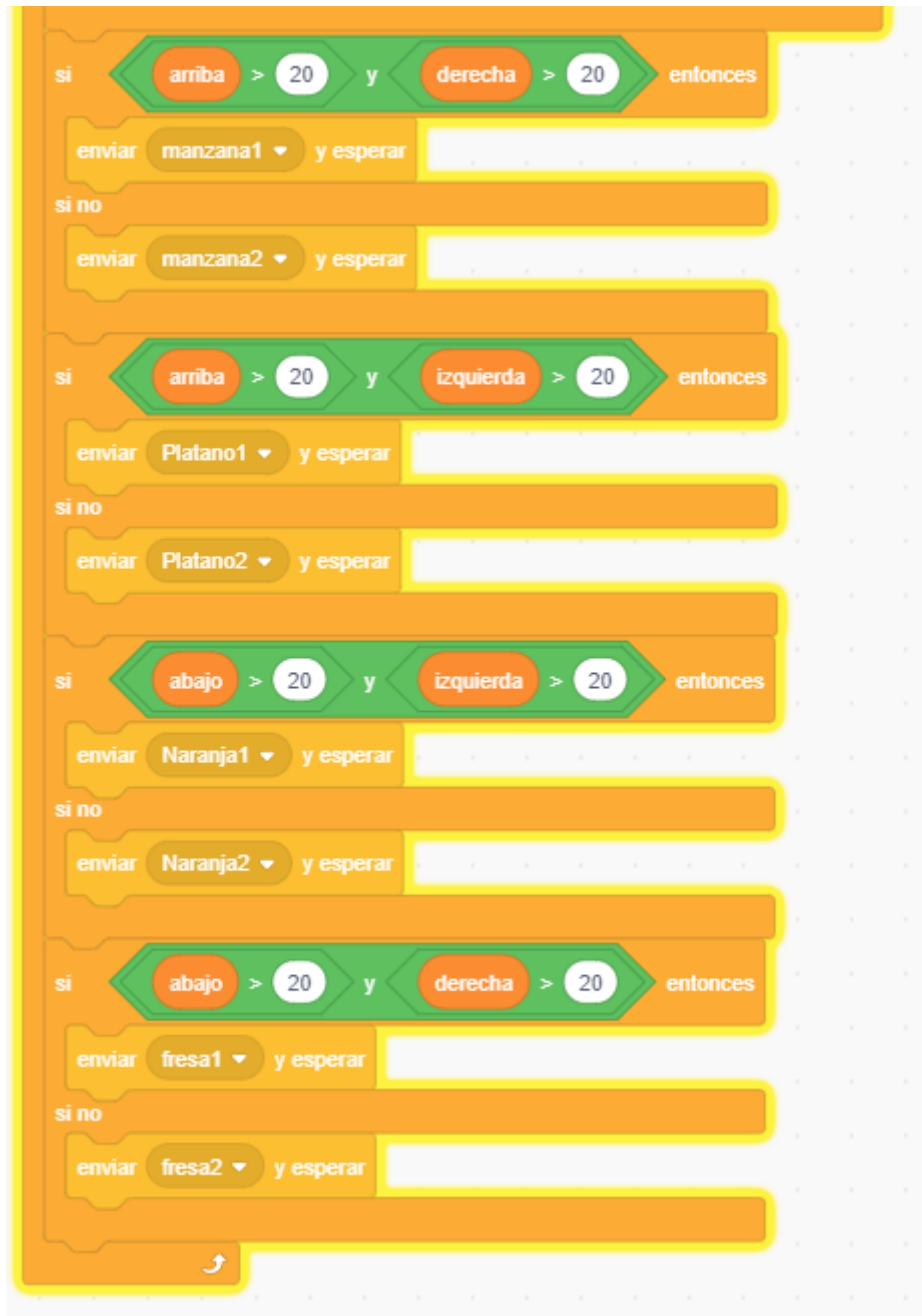 si arriba > 20 y derecha > 20 entonces
enviar manzana1 y esperar
si no
enviar manzana2 y esperar
si arriba > 20 y izquierda > 20 entonces
enviar Platano1 y esperar
si no
enviar Platano2 y esperar
si abajo > 20 y izquierda > 20 entonces
enviar Naranja1 y esperar
si no
enviar Naranja2 y esperar
si abajo > 20 y derecha > 20 entonces
enviar fresa1 y esperar
si no
enviar fresa2 y esperar